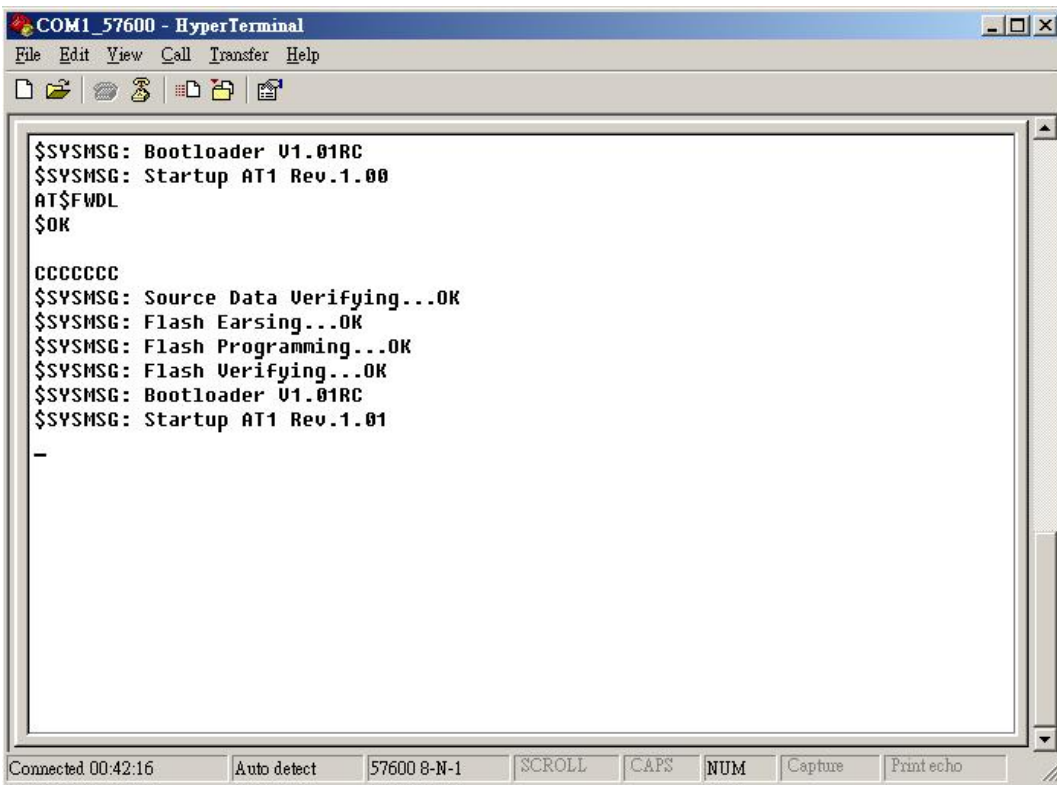 COM1_57600 - HyperTerminal
File Edit View Call Transfer Help
$SYSMSG: Bootloader V1.01RC
$SYSMSG: Startup AT1 Rev.1.00
AT$FWDL
$OK
CCCCCCC
$SYSMSG: Source Data Verifying...OK
$SYSMSG: Flash Earsing...OK
$SYSMSG: Flash Programming...OK
$SYSMSG: Flash Verifying...OK
$SYSMSG: Bootloader V1.01RC
$SYSMSG: Startup AT1 Rev.1.01
Connected 00:42:16 Auto detect 57600 8-N-1 SCROLL CAPS NUM Capture Print echo